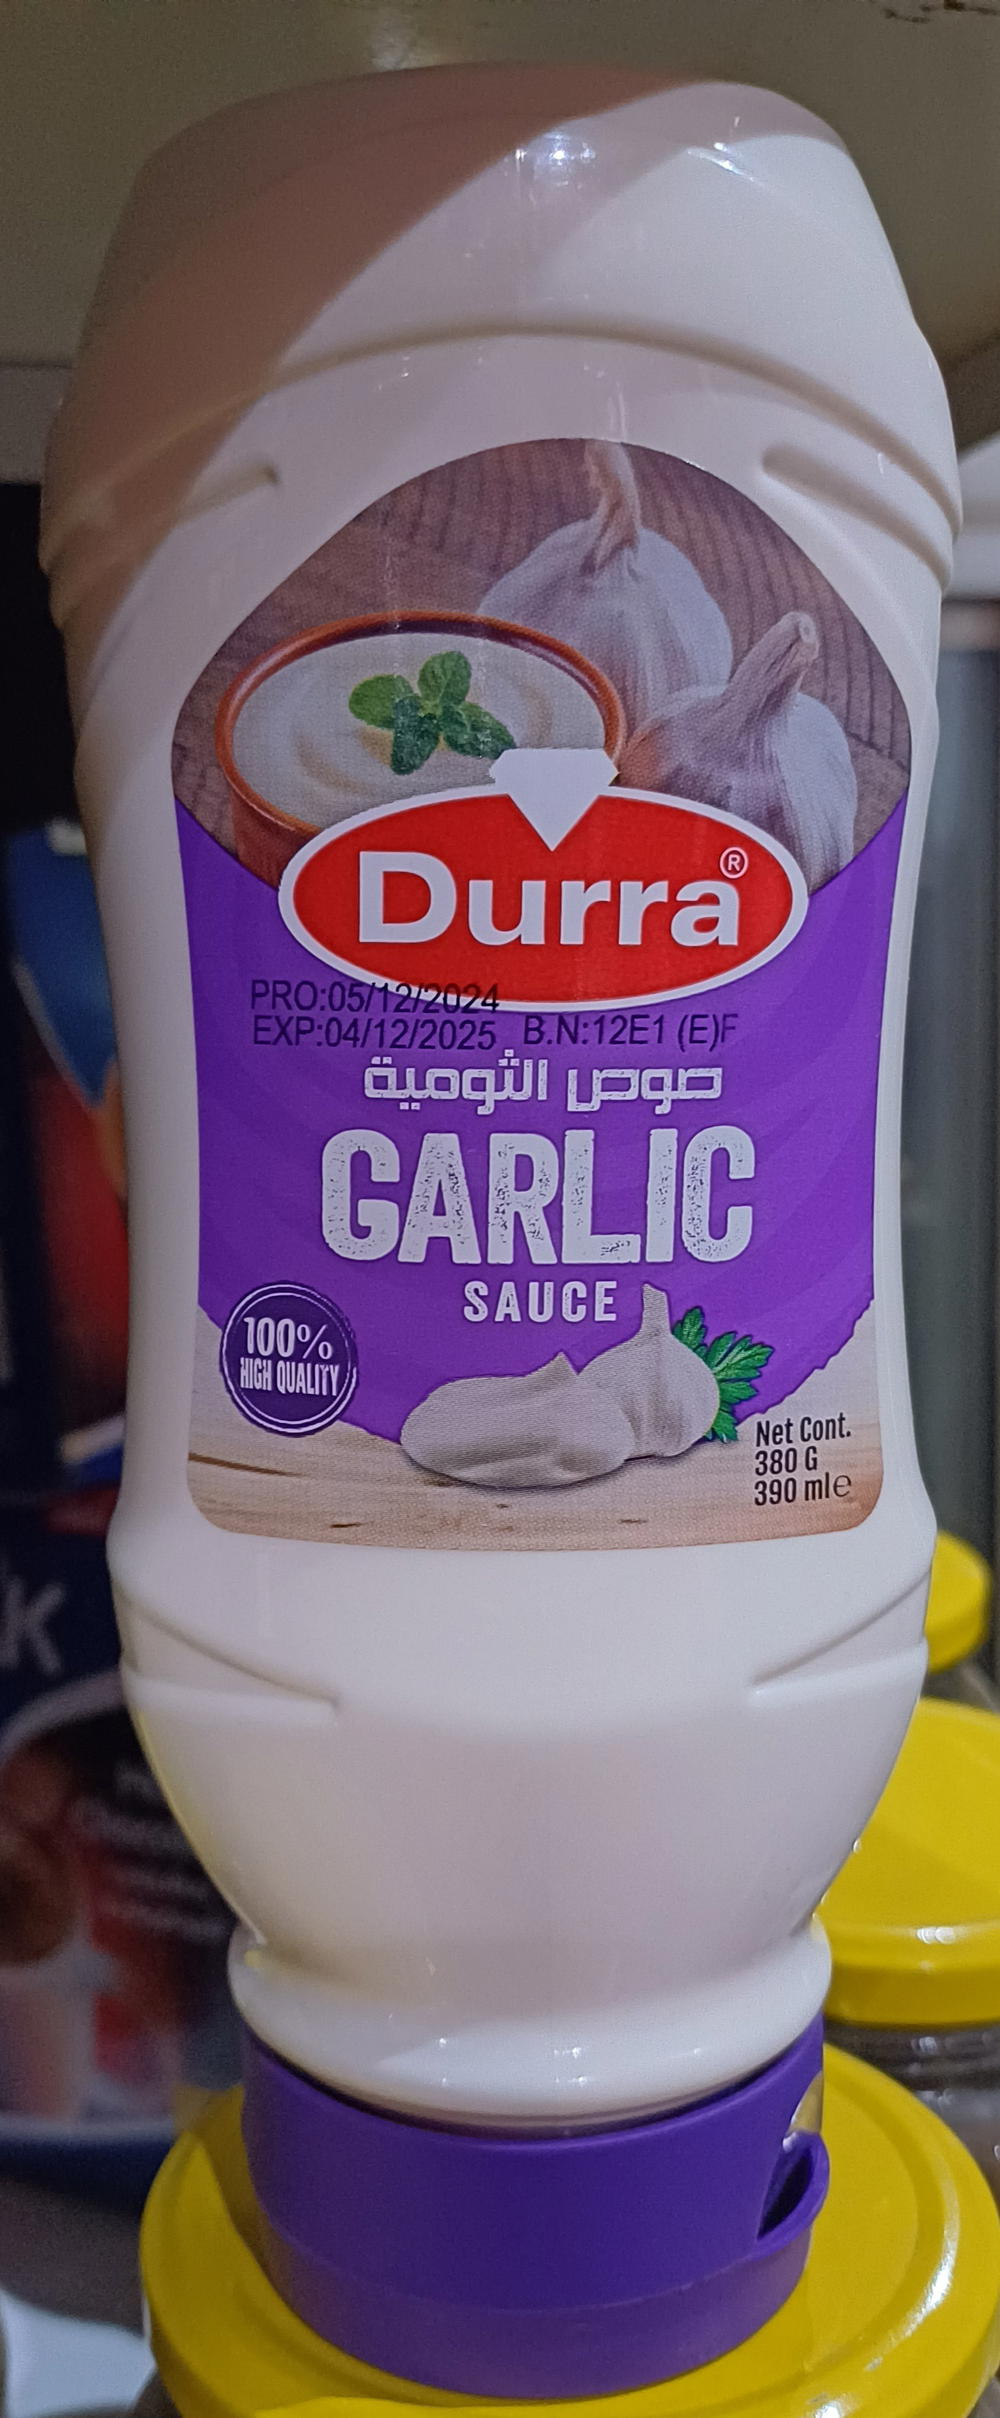 Durra®
PRO:05/12/2024
EXP:04/12/2025 B.N:12E1 (E)F
صوص الثومية
GARLIC
SAUCE
100%
HIGH QUALITY
Net Cont.
380 G
390 ml e
K